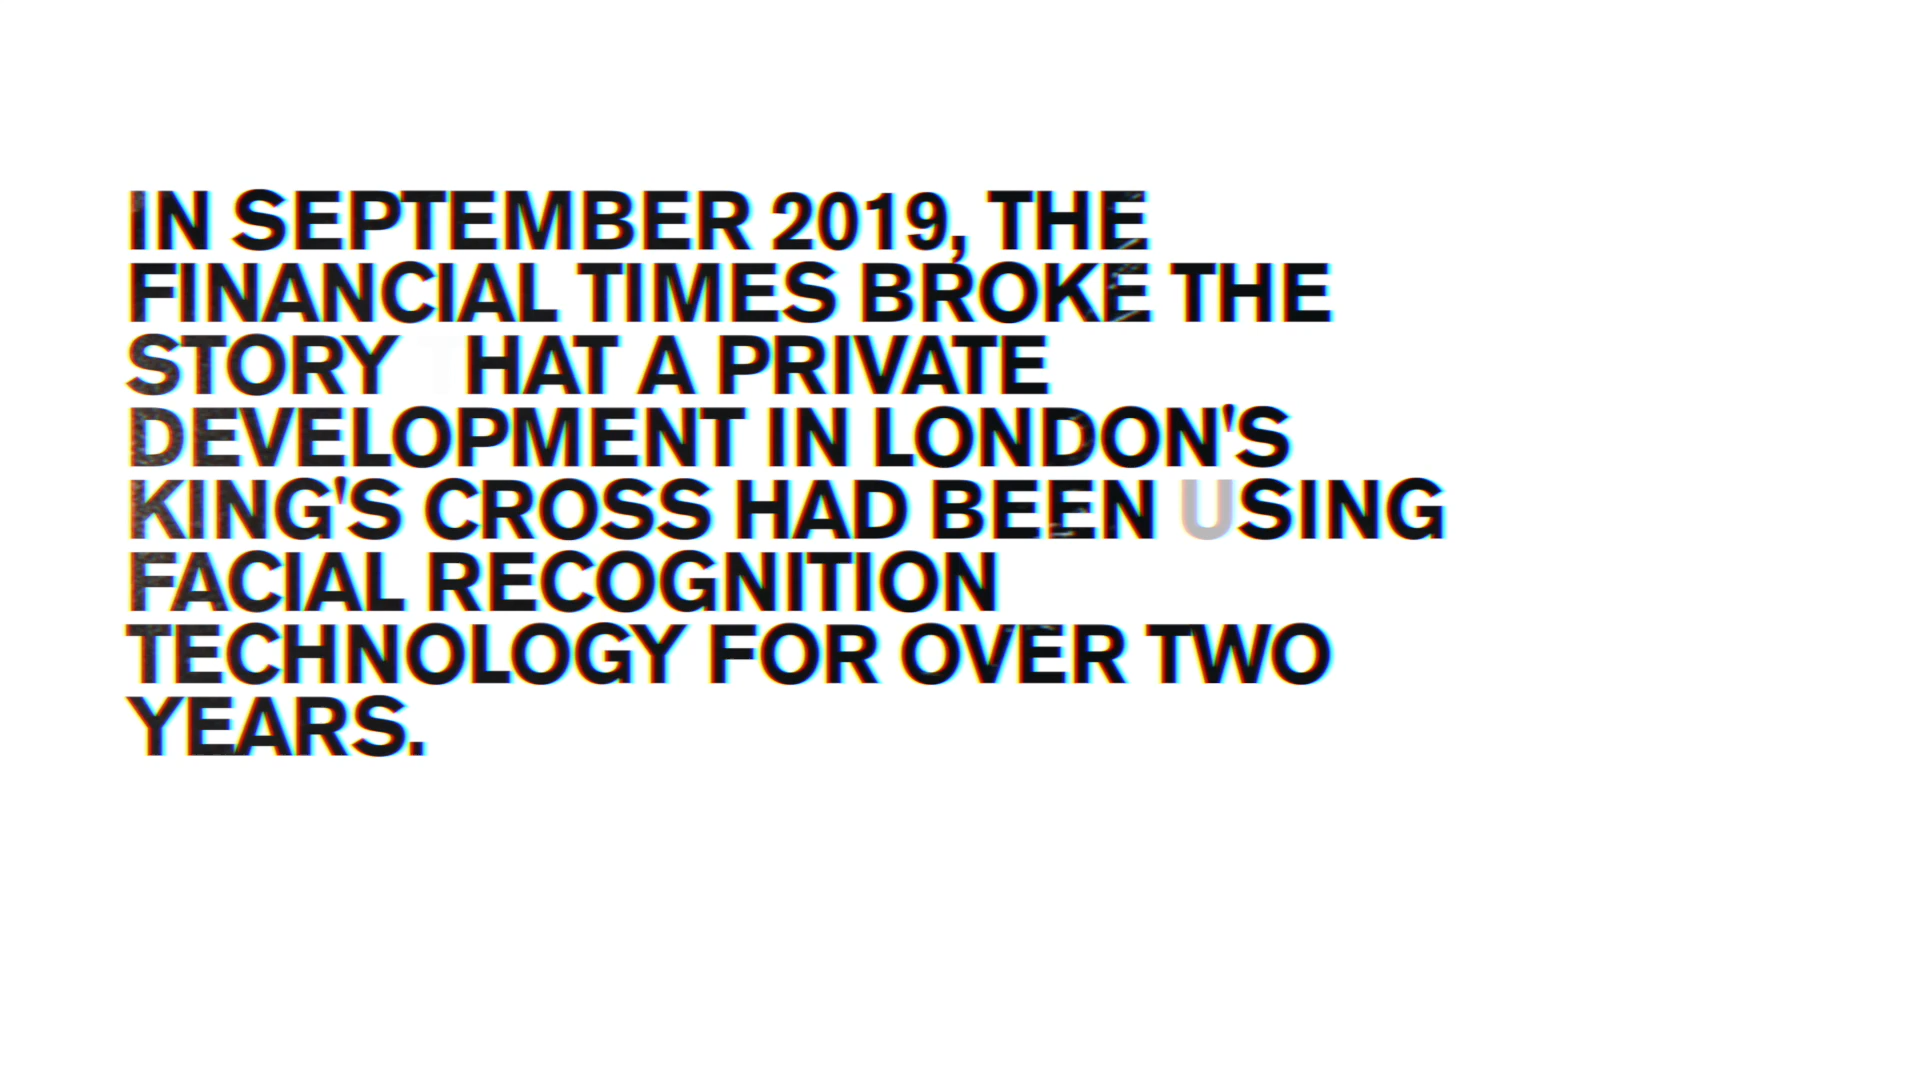 IN SEPTEMBER 2019, THE
FINANCIAL TIMES BROKE THE
STORY THAT A PRIVATE
DEVELOPMENT IN LONDON'S
KING'S CROSS HAD BEEN USING
FACIAL RECOGNITION
TECHNOLOGY FOR OVER TWO
YEARS.